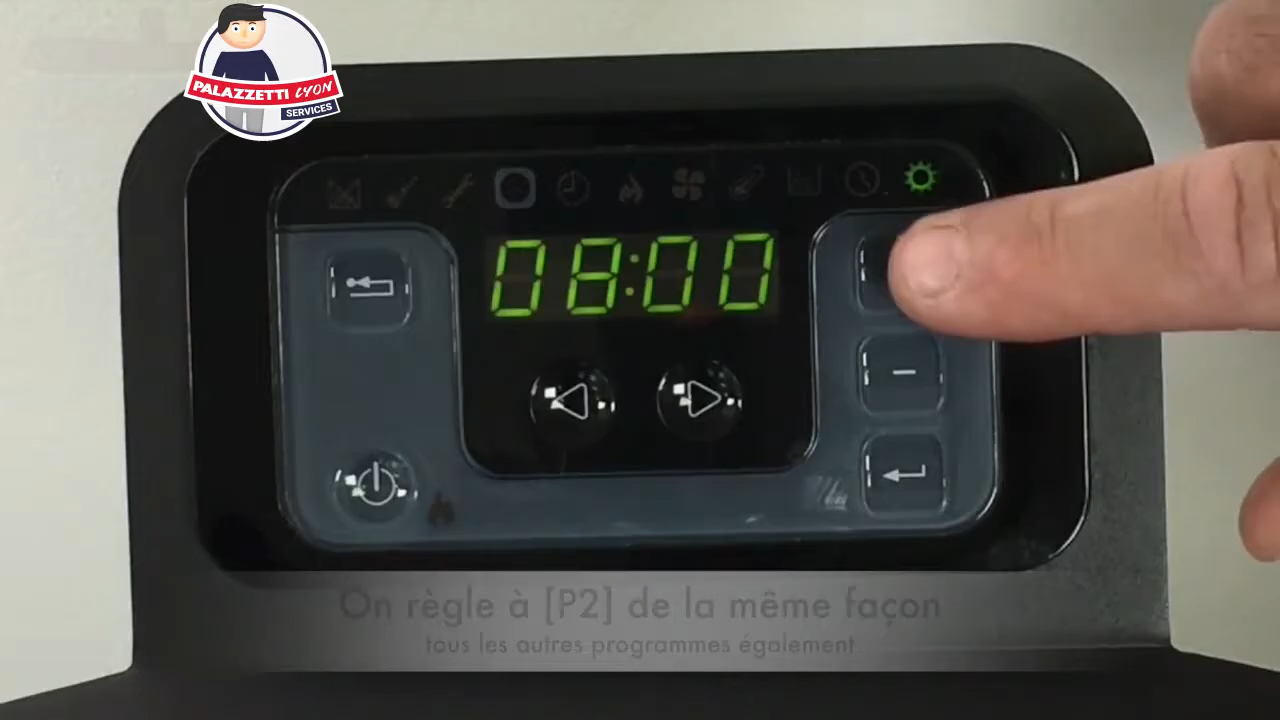 PALAZZETTI LYON
SERVICES
08:00
On règle à [P2] de la même façon
tous les autres programmes également